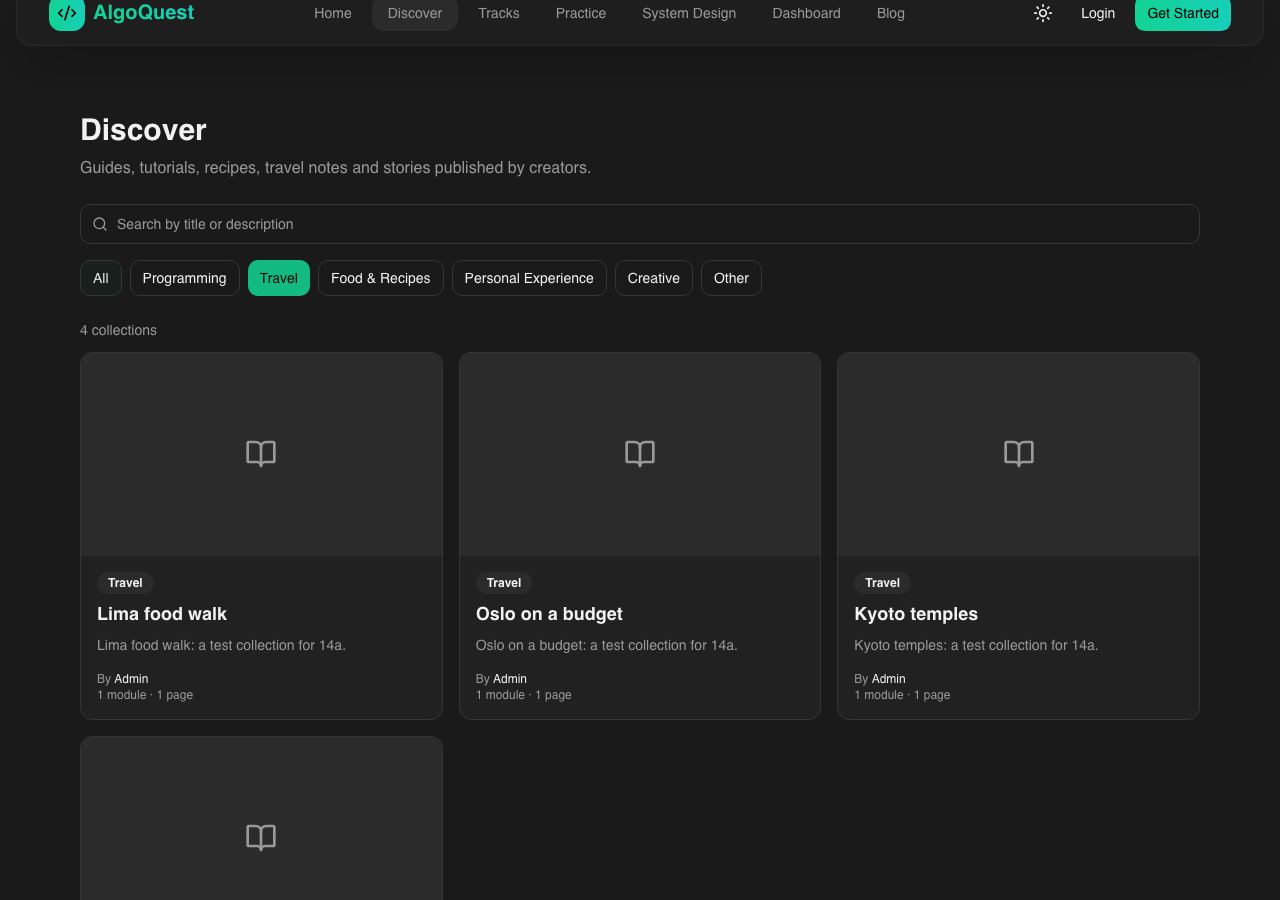 AlgoQuest Home Discover Tracks Practice System Design Dashboard Blog Login Get Started
Discover
Guides, tutorials, recipes, travel notes and stories published by creators.
Search by title or description
All Programming Travel Food & Recipes Personal Experience Creative Other
4 collections
Travel
Lima food walk
Lima food walk: a test collection for 14a.
By Admin
1 module · 1 page
Travel
Oslo on a budget
Oslo on a budget: a test collection for 14a.
By Admin
1 module · 1 page
Travel
Kyoto temples
Kyoto temples: a test collection for 14a.
By Admin
1 module · 1 page